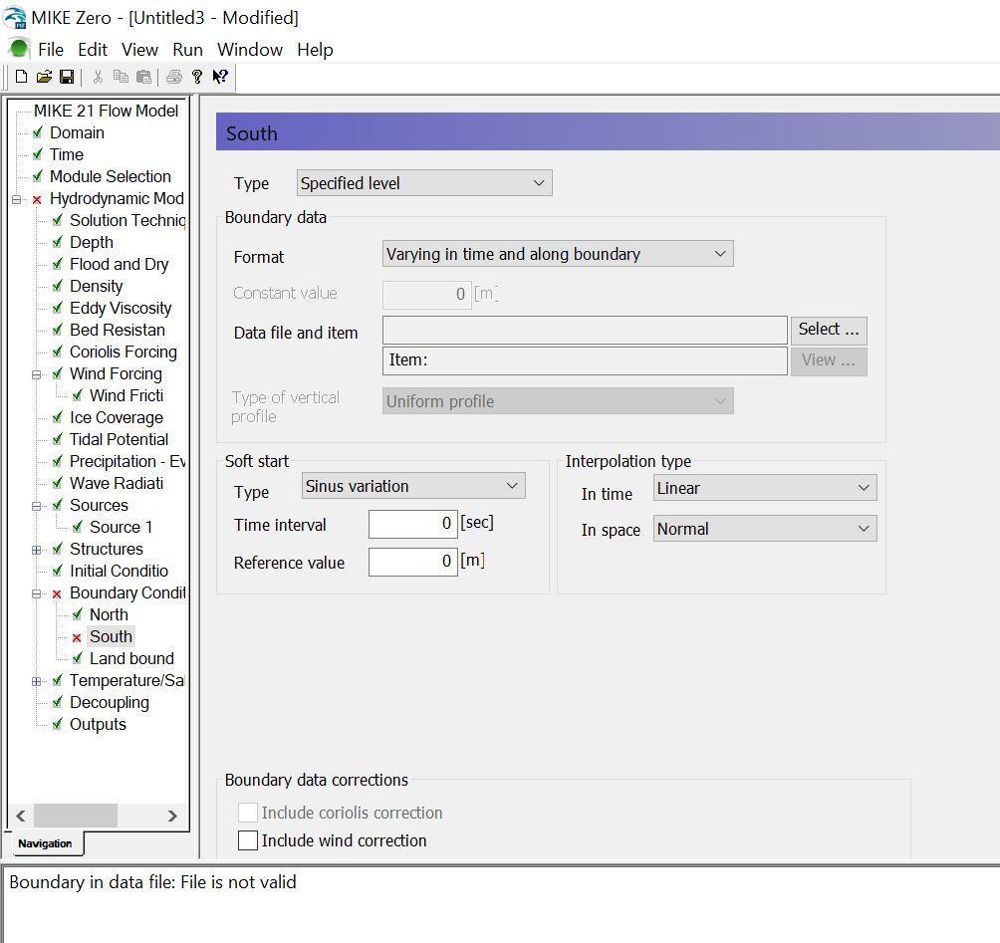 MIKE Zero - [Untitled3 - Modified]
File Edit View Run Window Help
MIKE 21 Flow Model
Domain
Time
Module Selection
Hydrodynamic Mod
Solution Techniq
Depth
Flood and Dry
Density
Eddy Viscosity
Bed Resistan
Coriolis Forcing
Wind Forcing
Wind Fricti
Ice Coverage
Tidal Potential
Precipitation - Ev
Wave Radiati
Sources
Source 1
Structures
Initial Conditio
Boundary Condit
North
South
Land bound
Temperature/Sal
Decoupling
Outputs
Navigation
South
Type Specified level
Boundary data
Format Varying in time and along boundary
Constant value 0 [m]
Data file and item Select ...
Item: View ...
Type of vertical
profile Uniform profile
Soft start
Type Sinus variation
Time interval 0 [sec]
Reference value 0 [m]
Interpolation type
In time Linear
In space Normal
Boundary data corrections
Include coriolis correction
Include wind correction
Boundary in data file: File is not valid